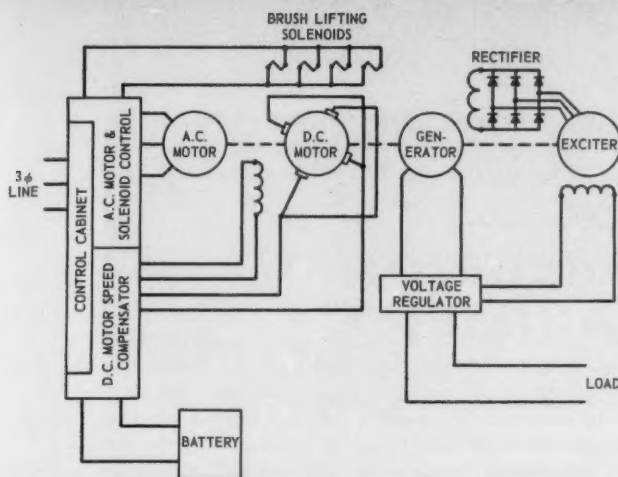 BRUSH LIFTING
SOLENOIDS
RECTIFIER
A.C.
MOTOR
D.C.
MOTOR
GEN-
ERATOR
EXCITER
3ϕ
LINE
CONTROL CABINET
A.C. MOTOR &
SOLENOID CONTROL
D.C. MOTOR SPEED
COMPENSATOR
VOLTAGE
REGULATOR
LOAD
BATTERY